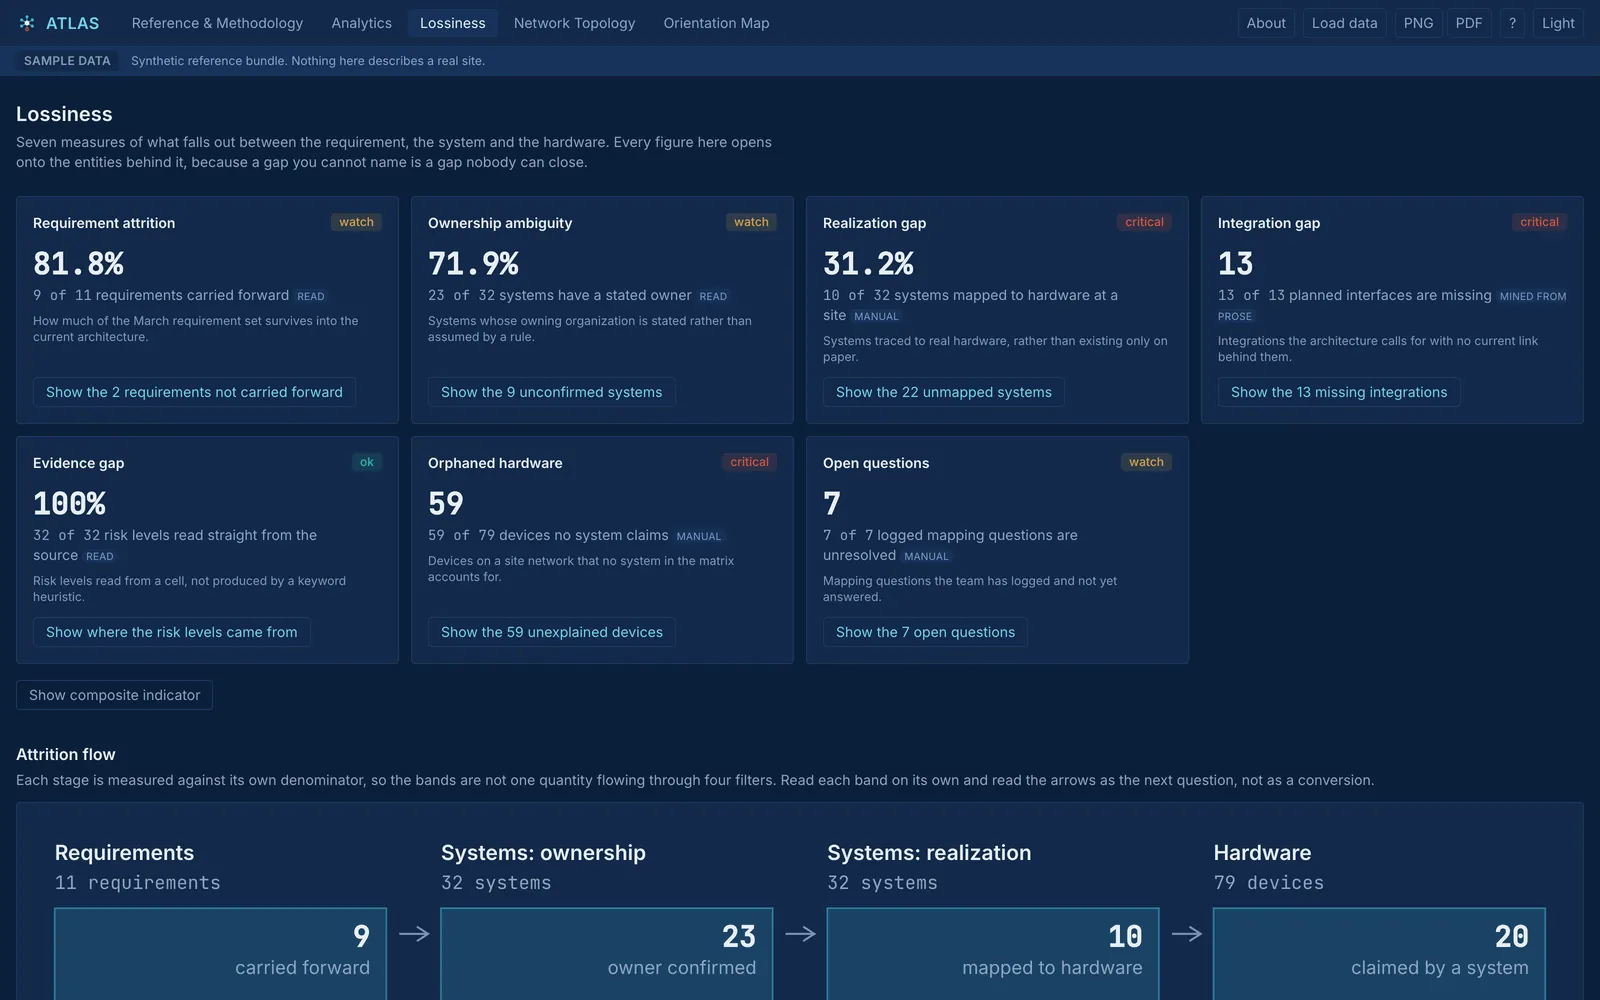 ATLAS
Reference & Methodology
Analytics
Lossiness
Network Topology
Orientation Map
About
Load data
PNG
PDF
?
Light
SAMPLE DATA
Synthetic reference bundle. Nothing here describes a real site.
Lossiness
Seven measures of what falls out between the requirement, the system and the hardware. Every figure here opens
onto the entities behind it, because a gap you cannot name is a gap nobody can close.
Requirement attrition
watch
81.8%
9 of 11 requirements carried forward READ
How much of the March requirement set survives into the
current architecture.
Show the 2 requirements not carried forward
Ownership ambiguity
watch
71.9%
23 of 32 systems have a stated owner READ
Systems whose owning organization is stated rather than
assumed by a rule.
Show the 9 unconfirmed systems
Realization gap
critical
31.2%
10 of 32 systems mapped to hardware at a
site MANUAL
Systems traced to real hardware, rather than existing only on
paper.
Show the 22 unmapped systems
Integration gap
critical
13
13 of 13 planned interfaces are missing MINED FROM
PROSE
Integrations the architecture calls for with no current link
behind them.
Show the 13 missing integrations
Evidence gap
ok
100%
32 of 32 risk levels read straight from the
source READ
Risk levels read from a cell, not produced by a keyword
heuristic.
Show where the risk levels came from
Orphaned hardware
critical
59
59 of 79 devices no system claims MANUAL
Devices on a site network that no system in the matrix
accounts for.
Show the 59 unexplained devices
Open questions
watch
7
7 of 7 logged mapping questions are
unresolved MANUAL
Mapping questions the team has logged and not yet
answered.
Show the 7 open questions
Show composite indicator
Attrition flow
Each stage is measured against its own denominator, so the bands are not one quantity flowing through four filters. Read each band on its own and read the arrows as the next question, not as a conversion.
Requirements
11 requirements
9
carried forward
Systems: ownership
32 systems
23
owner confirmed
Systems: realization
32 systems
10
mapped to hardware
Hardware
79 devices
20
claimed by a system